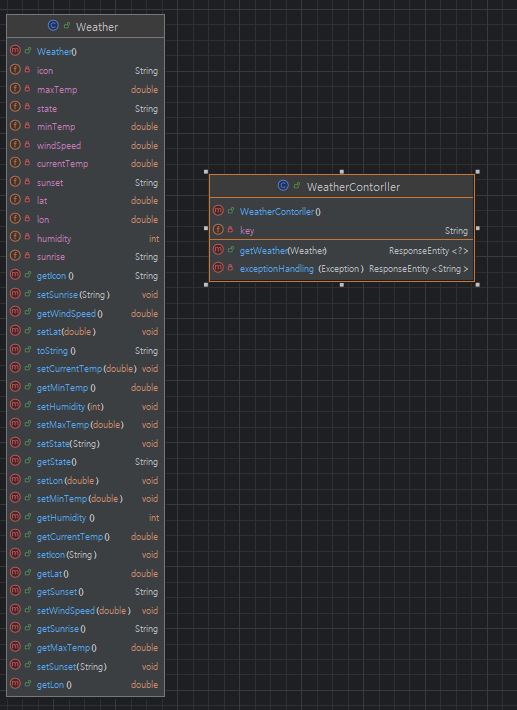 Weather
Weather()
icon String
maxTemp double
state String
minTemp double
windSpeed double
currentTemp double
sunset String
lat double
lon double
humidity int
sunrise String
getIcon () String
setSunrise(String) void
getWindSpeed() double
setLat(double) void
toString () String
setCurrentTemp(double) void
getMinTemp () double
setHumidity (int) void
setMaxTemp(double) void
setState(String) void
getState() String
setLon(double) void
setMinTemp(double) void
getHumidity () int
getCurrentTemp() double
setIcon(String) void
getLat() double
getSunset() String
setWindSpeed(double) void
getSunrise() String
getMaxTemp() double
setSunset(String) void
getLon () double
WeatherContorller
WeatherContorller ()
key String
getWeather(Weather) ResponseEntity <?>
exceptionHandling (Exception) ResponseEntity <String>